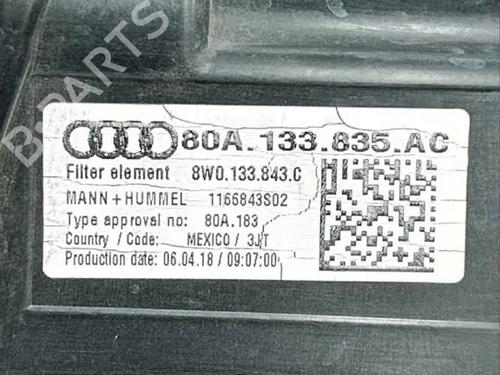 B-PARTS
80A.133.835.AC
Filter element 8W0.133.843.C
MANN+HUMMEL 1166843S02
Type approval no: 80A.183
Country / Code: MEXICO / 3JT
Production date: 06.04.18 / 09:07:00